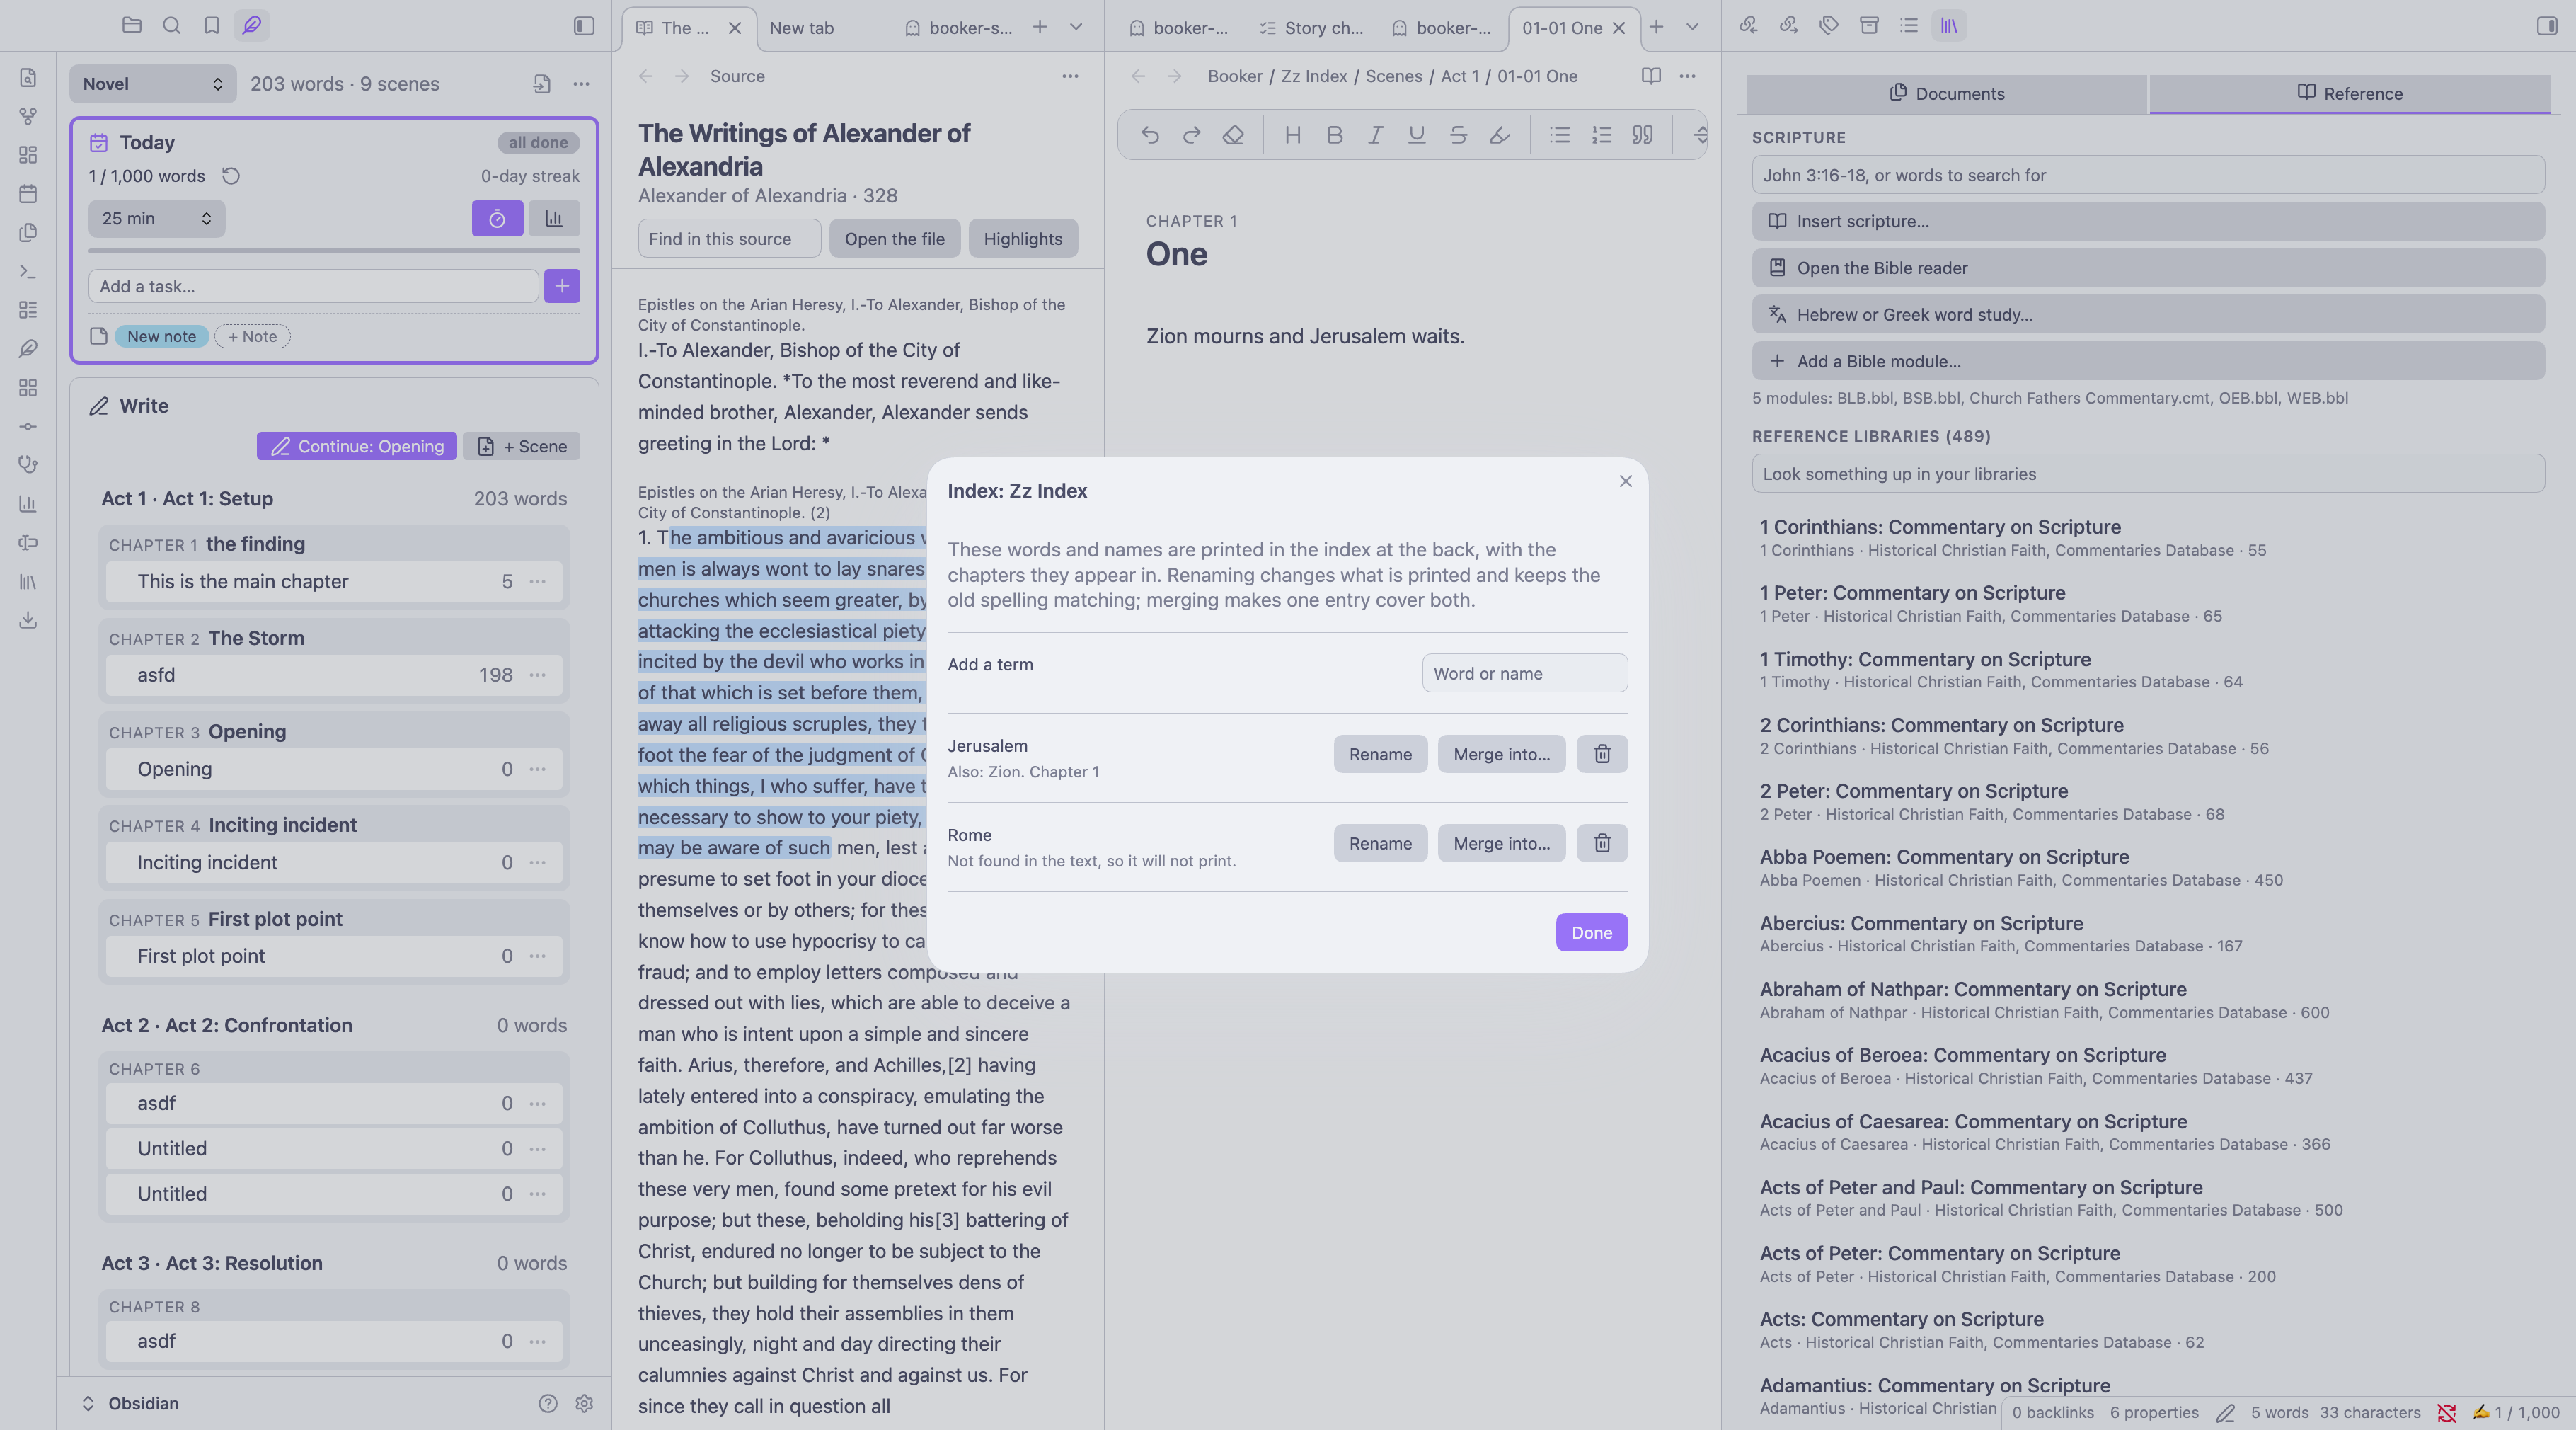 Novel
203 words · 9 scenes
Today
all done
1 / 1,000 words
0-day streak
25 min
Add a task...
New note
+ Note
Write
Continue: Opening
+ Scene
Act 1 · Act 1: Setup
203 words
CHAPTER 1 the finding
This is the main chapter
5
CHAPTER 2 The Storm
asfd
198
CHAPTER 3 Opening
Opening
0
CHAPTER 4 Inciting incident
Inciting incident
0
CHAPTER 5 First plot point
First plot point
0
Act 2 · Act 2: Confrontation
0 words
CHAPTER 6
asdf
0
Untitled
0
Untitled
0
Act 3 · Act 3: Resolution
0 words
CHAPTER 8
asdf
0
Obsidian
The ...
New tab
booker-s...
Source
The Writings of Alexander of
Alexandria
Alexander of Alexandria · 328
Find in this source
Open the file
Highlights
Epistles on the Arian Heresy, I.-To Alexander, Bishop of the
City of Constantinople.
I.-To Alexander, Bishop of the City of
Constantinople. *To the most reverend and like-
minded brother, Alexander, Alexander sends
greeting in the Lord: *
Epistles on the Arian Heresy, I.-To Alexa
City of Constantinople. (2)
1. The ambitious and avaricious w
men is always wont to lay snares
churches which seem greater, by
attacking the ecclesiastical piety
incited by the devil who works in
of that which is set before them,
away all religious scruples, they t
foot the fear of the judgment of G
which things, I who suffer, have t
necessary to show to your piety,
may be aware of such men, lest a
presume to set foot in your dioce
themselves or by others; for thes
know how to use hypocrisy to ca
fraud; and to employ letters composed and
dressed out with lies, which are able to deceive a
man who is intent upon a simple and sincere
faith. Arius, therefore, and Achilles,[2] having
lately entered into a conspiracy, emulating the
ambition of Colluthus, have turned out far worse
than he. For Colluthus, indeed, who reprehends
these very men, found some pretext for his evil
purpose; but these, beholding his[3] battering of
Christ, endured no longer to be subject to the
Church; but building for themselves dens of
thieves, they hold their assemblies in them
unceasingly, night and day directing their
calumnies against Christ and against us. For
since they call in question all
booker-...
Story ch...
booker-...
01-01 One
Booker / Zz Index / Scenes / Act 1 / 01-01 One
CHAPTER 1
One
Zion mourns and Jerusalem waits.
Index: Zz Index
These words and names are printed in the index at the back, with the
chapters they appear in. Renaming changes what is printed and keeps the
old spelling matching; merging makes one entry cover both.
Add a term
Word or name
Jerusalem
Also: Zion. Chapter 1
Rename
Merge into...
Rome
Not found in the text, so it will not print.
Rename
Merge into...
Done
Documents
Reference
SCRIPTURE
John 3:16-18, or words to search for
Insert scripture...
Open the Bible reader
Hebrew or Greek word study...
Add a Bible module...
5 modules: BLB.bbl, BSB.bbl, Church Fathers Commentary.cmt, OEB.bbl, WEB.bbl
REFERENCE LIBRARIES (489)
Look something up in your libraries
1 Corinthians: Commentary on Scripture
1 Corinthians · Historical Christian Faith, Commentaries Database · 55
1 Peter: Commentary on Scripture
1 Peter · Historical Christian Faith, Commentaries Database · 65
1 Timothy: Commentary on Scripture
1 Timothy · Historical Christian Faith, Commentaries Database · 64
2 Corinthians: Commentary on Scripture
2 Corinthians · Historical Christian Faith, Commentaries Database · 56
2 Peter: Commentary on Scripture
2 Peter · Historical Christian Faith, Commentaries Database · 68
Abba Poemen: Commentary on Scripture
Abba Poemen · Historical Christian Faith, Commentaries Database · 450
Abercius: Commentary on Scripture
Abercius · Historical Christian Faith, Commentaries Database · 167
Abraham of Nathpar: Commentary on Scripture
Abraham of Nathpar · Historical Christian Faith, Commentaries Database · 600
Acacius of Beroea: Commentary on Scripture
Acacius of Beroea · Historical Christian Faith, Commentaries Database · 437
Acacius of Caesarea: Commentary on Scripture
Acacius of Caesarea · Historical Christian Faith, Commentaries Database · 366
Acts of Peter and Paul: Commentary on Scripture
Acts of Peter and Paul · Historical Christian Faith, Commentaries Database · 500
Acts of Peter: Commentary on Scripture
Acts of Peter · Historical Christian Faith, Commentaries Database · 200
Acts: Commentary on Scripture
Acts · Historical Christian Faith, Commentaries Database · 62
Adamantius: Commentary on Scripture
Adamantius · Historical Christian
0 backlinks
6 properties
5 words
33 characters
1 / 1,000